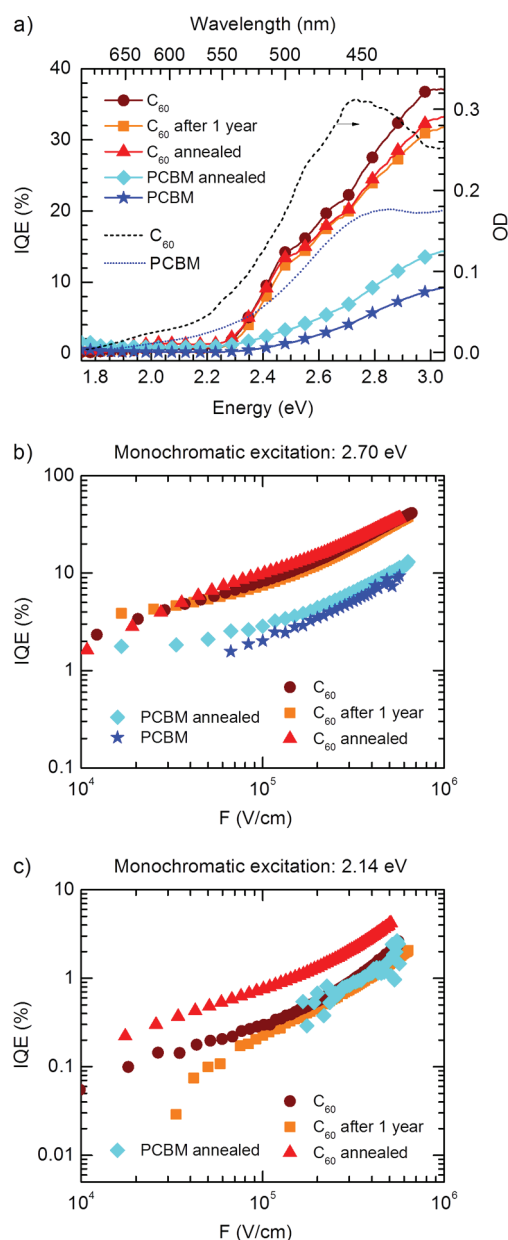 a)
Wavelength (nm)
650 600 550 500 450
40
30
20
10
0
IQE (%)
C60
C60 after 1 year
C60 annealed
PCBM annealed
PCBM
C60
PCBM
0.3
0.2
0.1
0.0
OD
1.8 2.0 2.2 2.4 2.6 2.8 3.0
Energy (eV)
b)
Monochromatic excitation: 2.70 eV
100
10
1
0.1
IQE (%)
PCBM annealed
PCBM
C60
C60 after 1 year
C60 annealed
10^4 10^5 10^6
F (V/cm)
c)
Monochromatic excitation: 2.14 eV
10
1
0.1
0.01
IQE (%)
PCBM annealed
C60
C60 after 1 year
C60 annealed
10^4 10^5 10^6
F (V/cm)